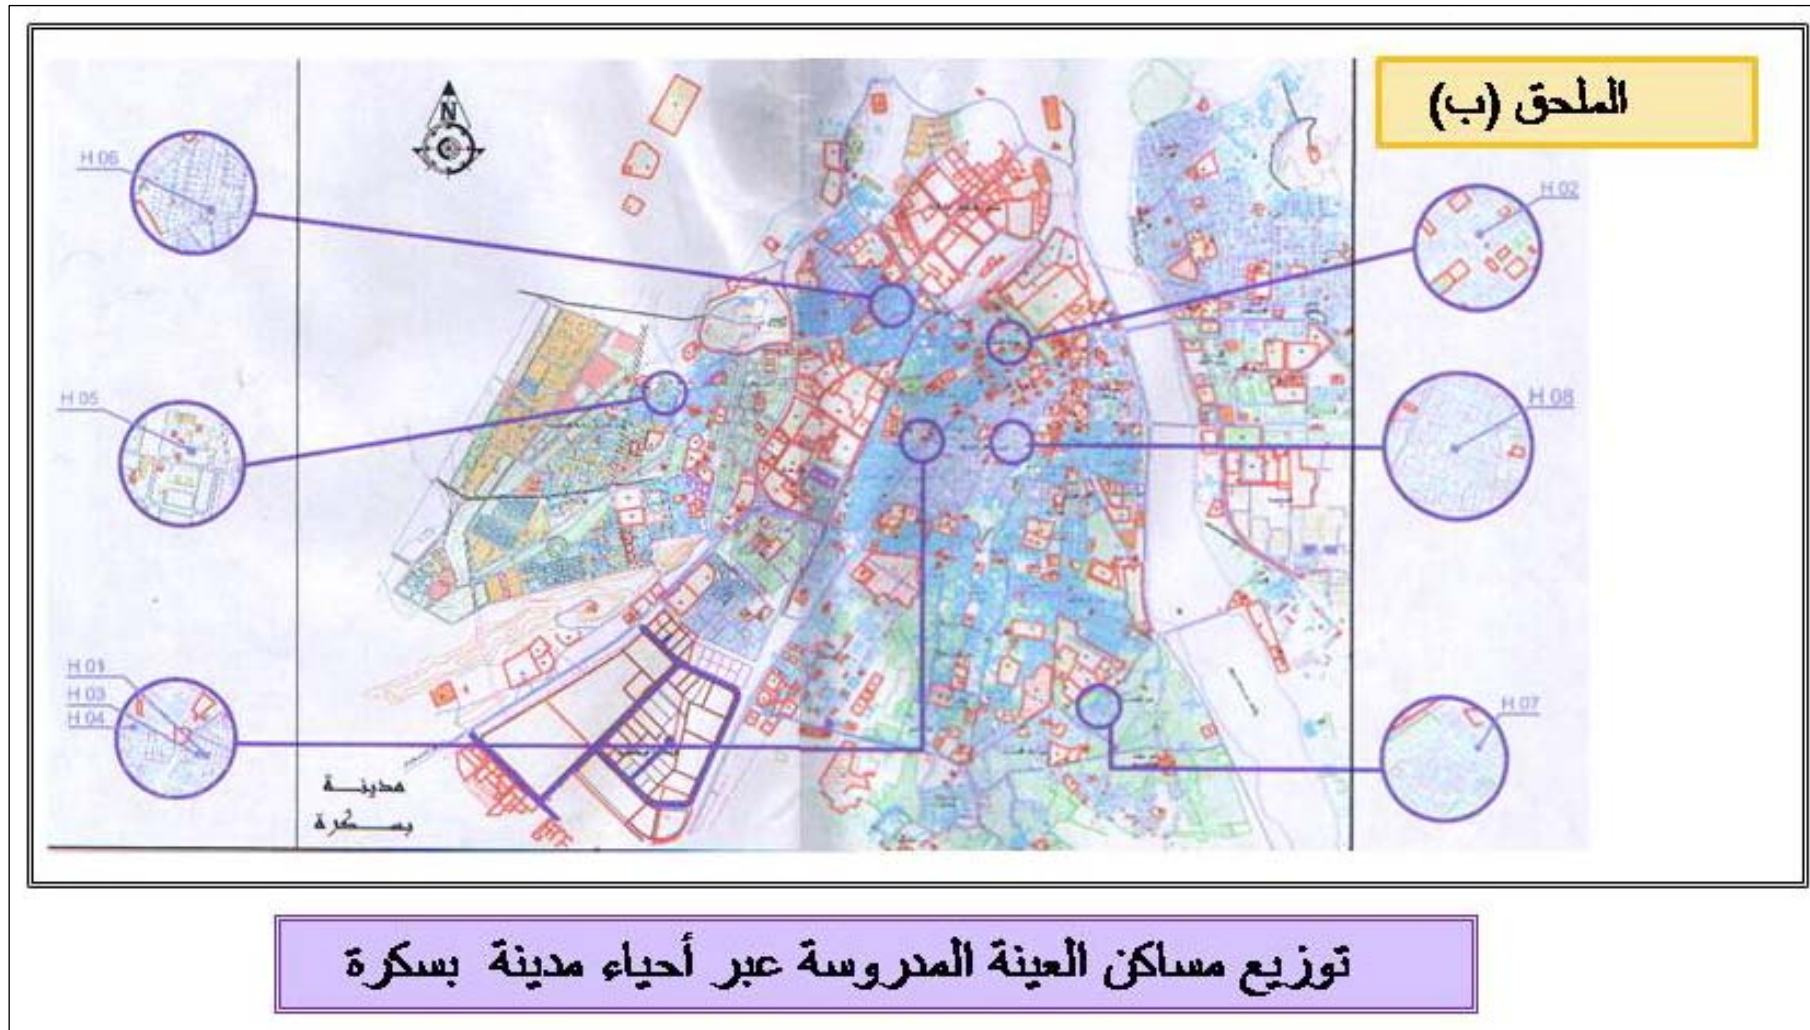 الملحق (ب)
N
H 06
H 02
H 05
H 08
H 01
H 03
H 04
H 07
مدينة
بسكرة
توزيع مساكن العينة المدروسة عبر أحياء مدينة بسكرة